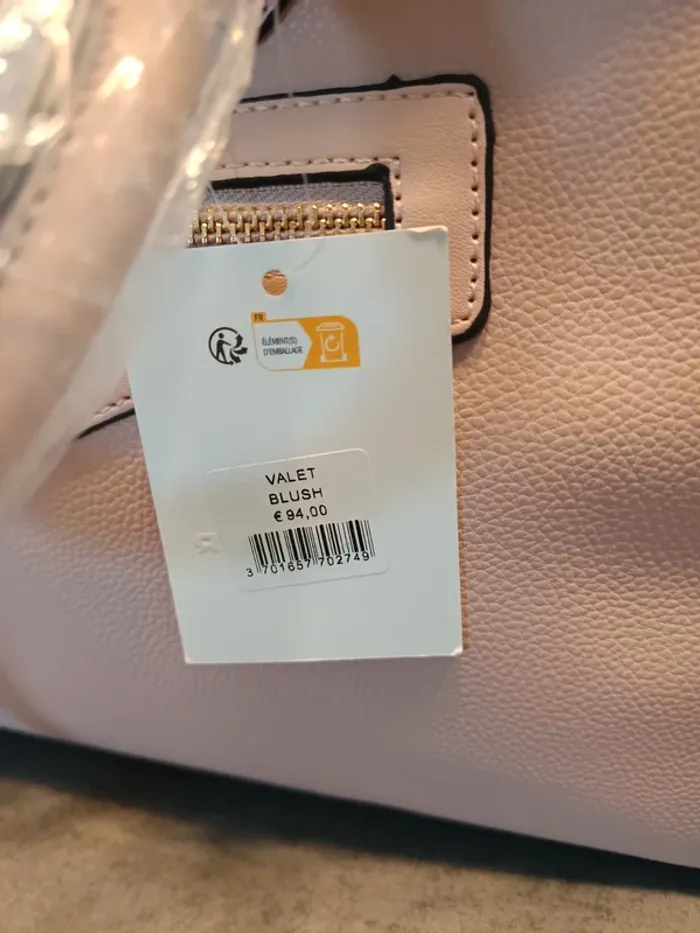 FR
ÉLÉMENT(S)
D'EMBALLAGE
VALET
BLUSH
€ 94,00
3 701657 702749